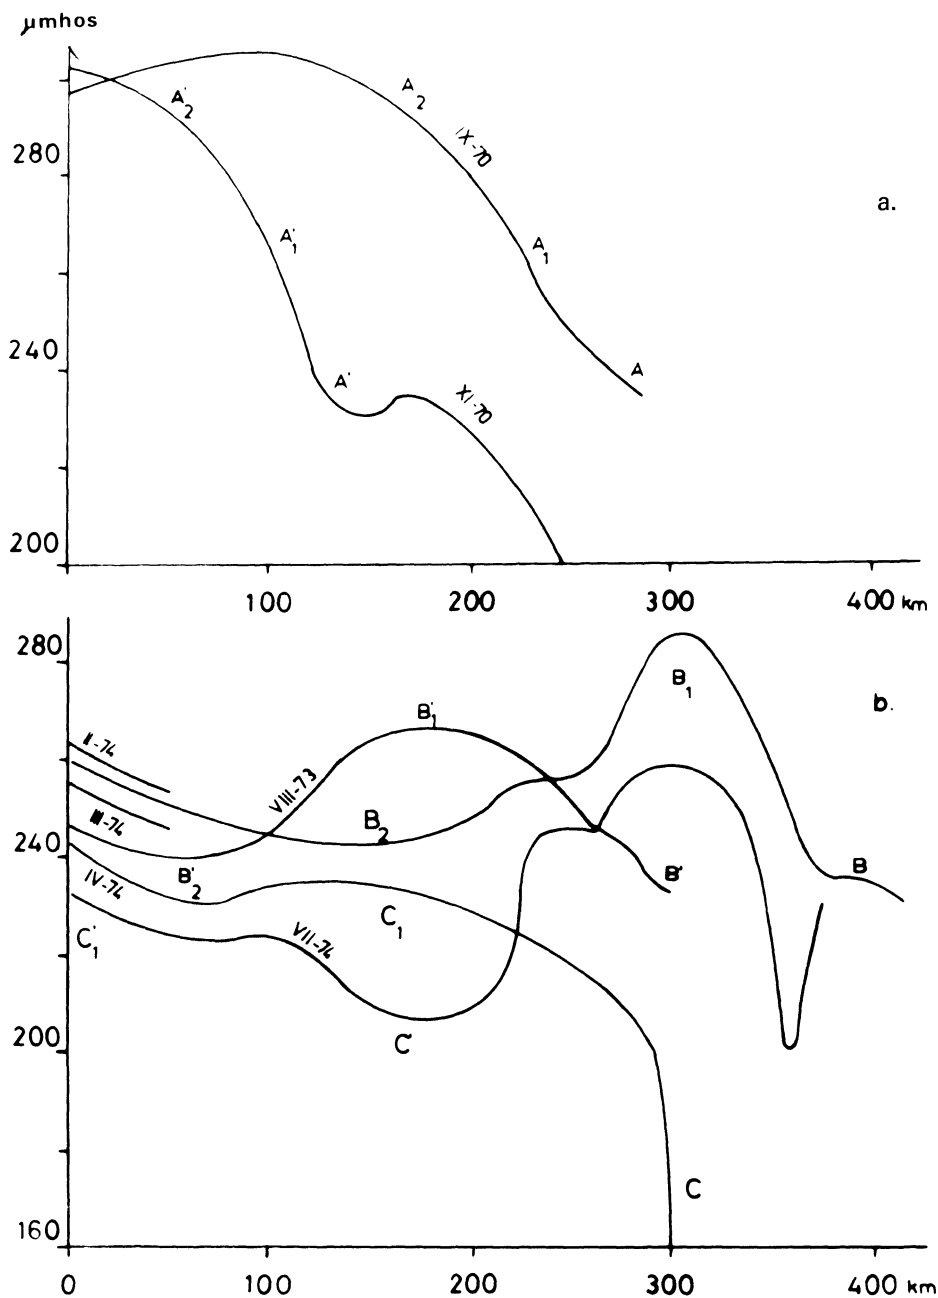 µmhos
A'2
A2
IX-70
280
a.
A'1
A1
240
A'
A
XI-70
200
100 200 300 400 km
280
B1
b.
B'1
II-74
VIII-73
B2
III-74
240
B
B'2
B'
IV-74
C1
C'1
VII-74
200
C'
C
160
0 100 200 300 400 km